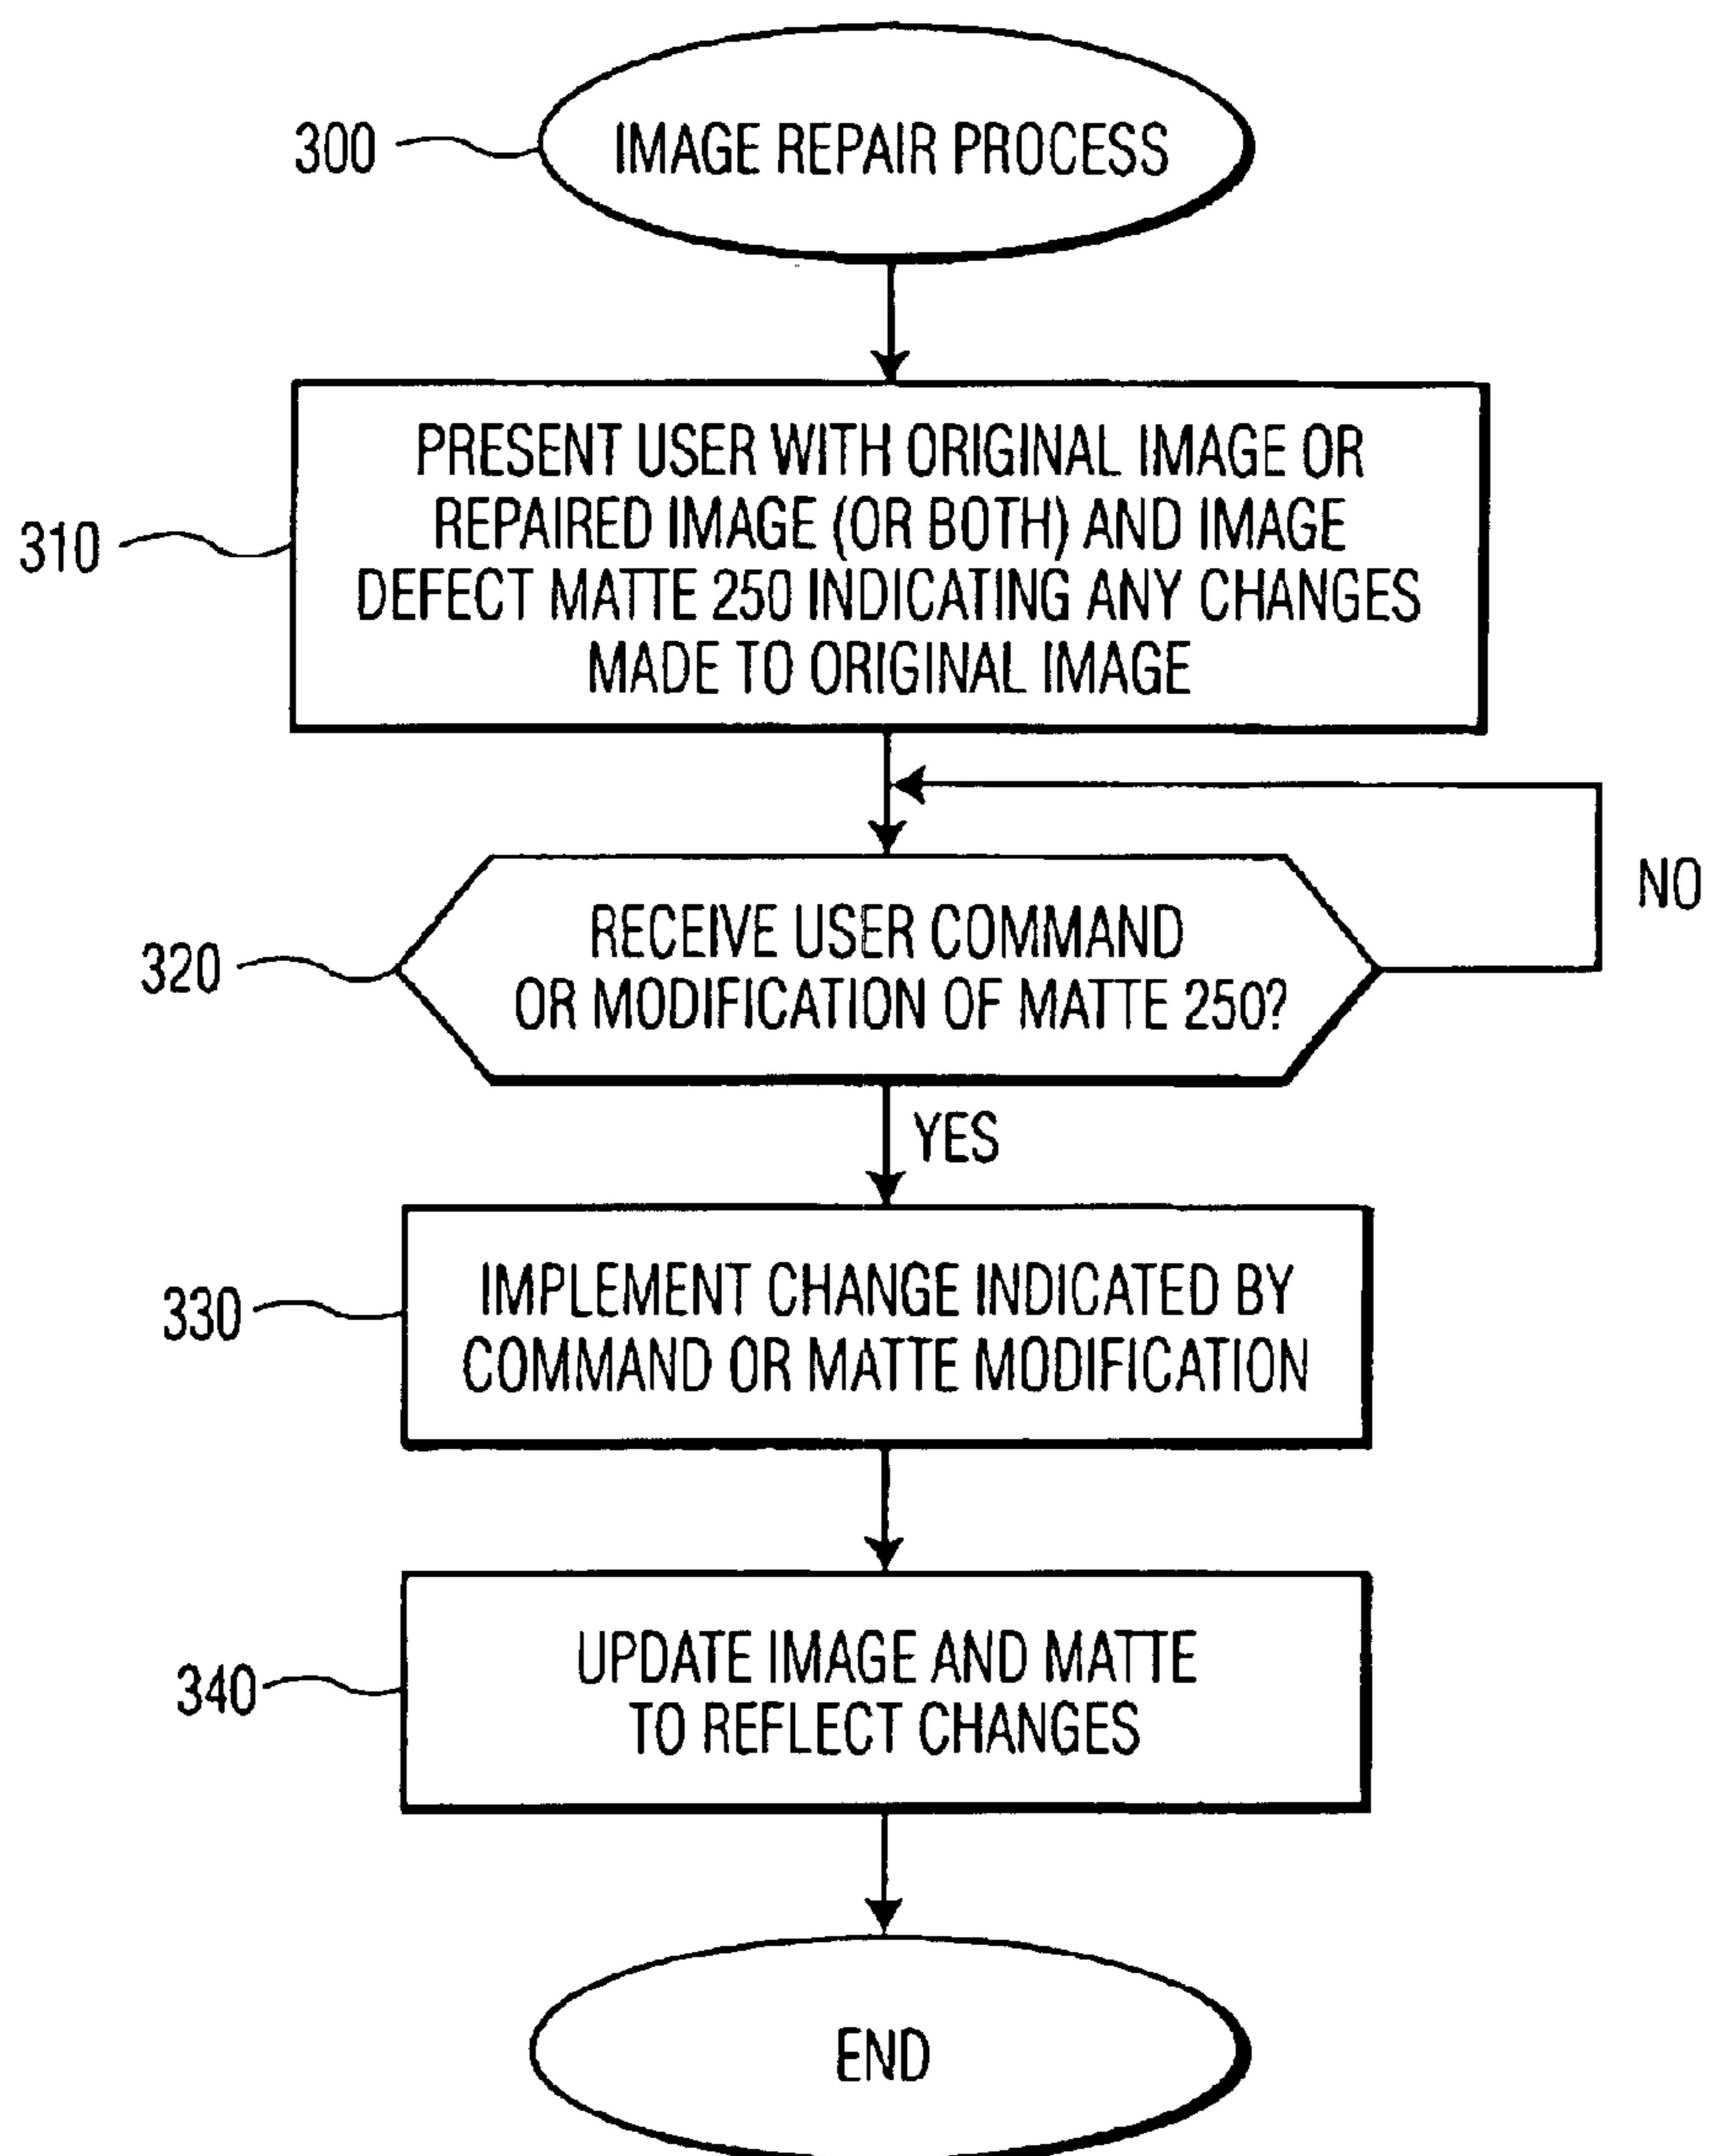 300
IMAGE REPAIR PROCESS
310
PRESENT USER WITH ORIGINAL IMAGE OR
REPAIRED IMAGE (OR BOTH) AND IMAGE
DEFECT MATTE 250 INDICATING ANY CHANGES
MADE TO ORIGINAL IMAGE
NO
320
RECEIVE USER COMMAND
OR MODIFICATION OF MATTE 250?
YES
330
IMPLEMENT CHANGE INDICATED BY
COMMAND OR MATTE MODIFICATION
340
UPDATE IMAGE AND MATTE
TO REFLECT CHANGES
END